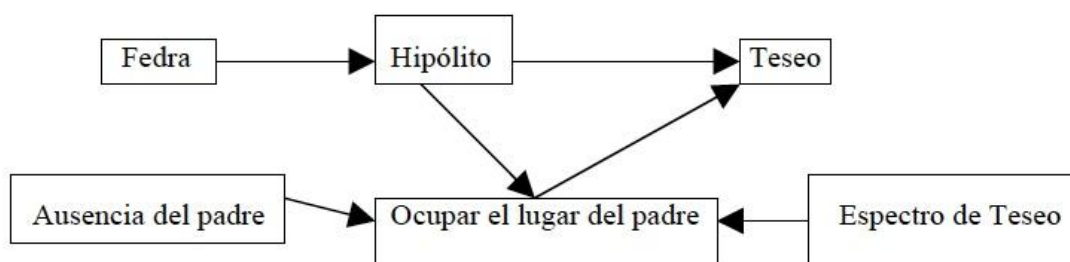 Fedra
Hipólito
Teseo
Ausencia del padre
Ocupar el lugar del padre
Espectro de Teseo